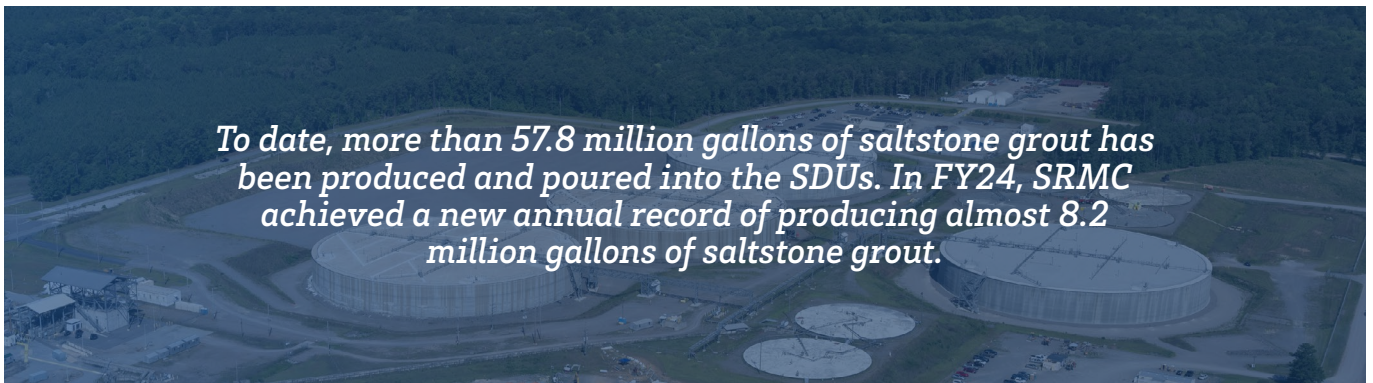 To date, more than 57.8 million gallons of saltstone grout has
been produced and poured into the SDUs. In FY24, SRMC
achieved a new annual record of producing almost 8.2
million gallons of saltstone grout.